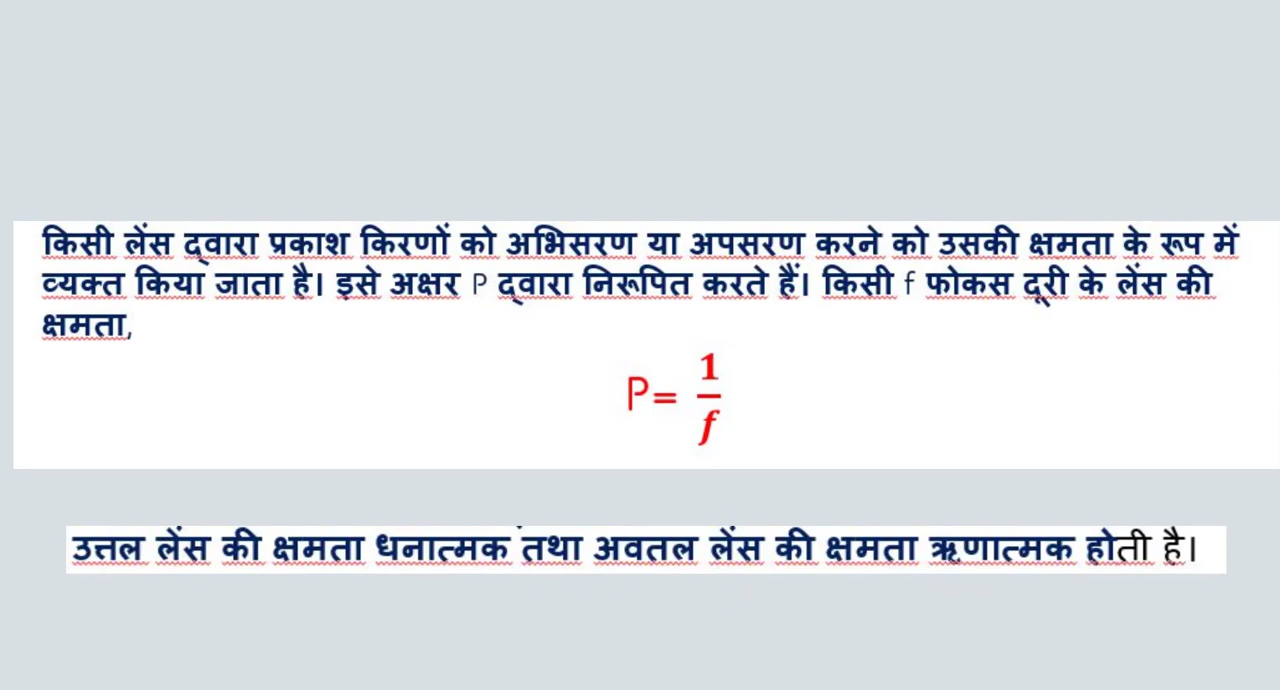 किसी लेंस द्वारा प्रकाश किरणों को अभिसरण या अपसरण करने को उसकी क्षमता के रूप में
व्यक्त किया जाता है। इसे अक्षर P द्वारा निरूपित करते हैं। किसी f फोकस दूरी के लेंस की
क्षमता,
P= 1/f
उत्तल लेंस की क्षमता धनात्मक तथा अवतल लेंस की क्षमता ऋणात्मक होती है।